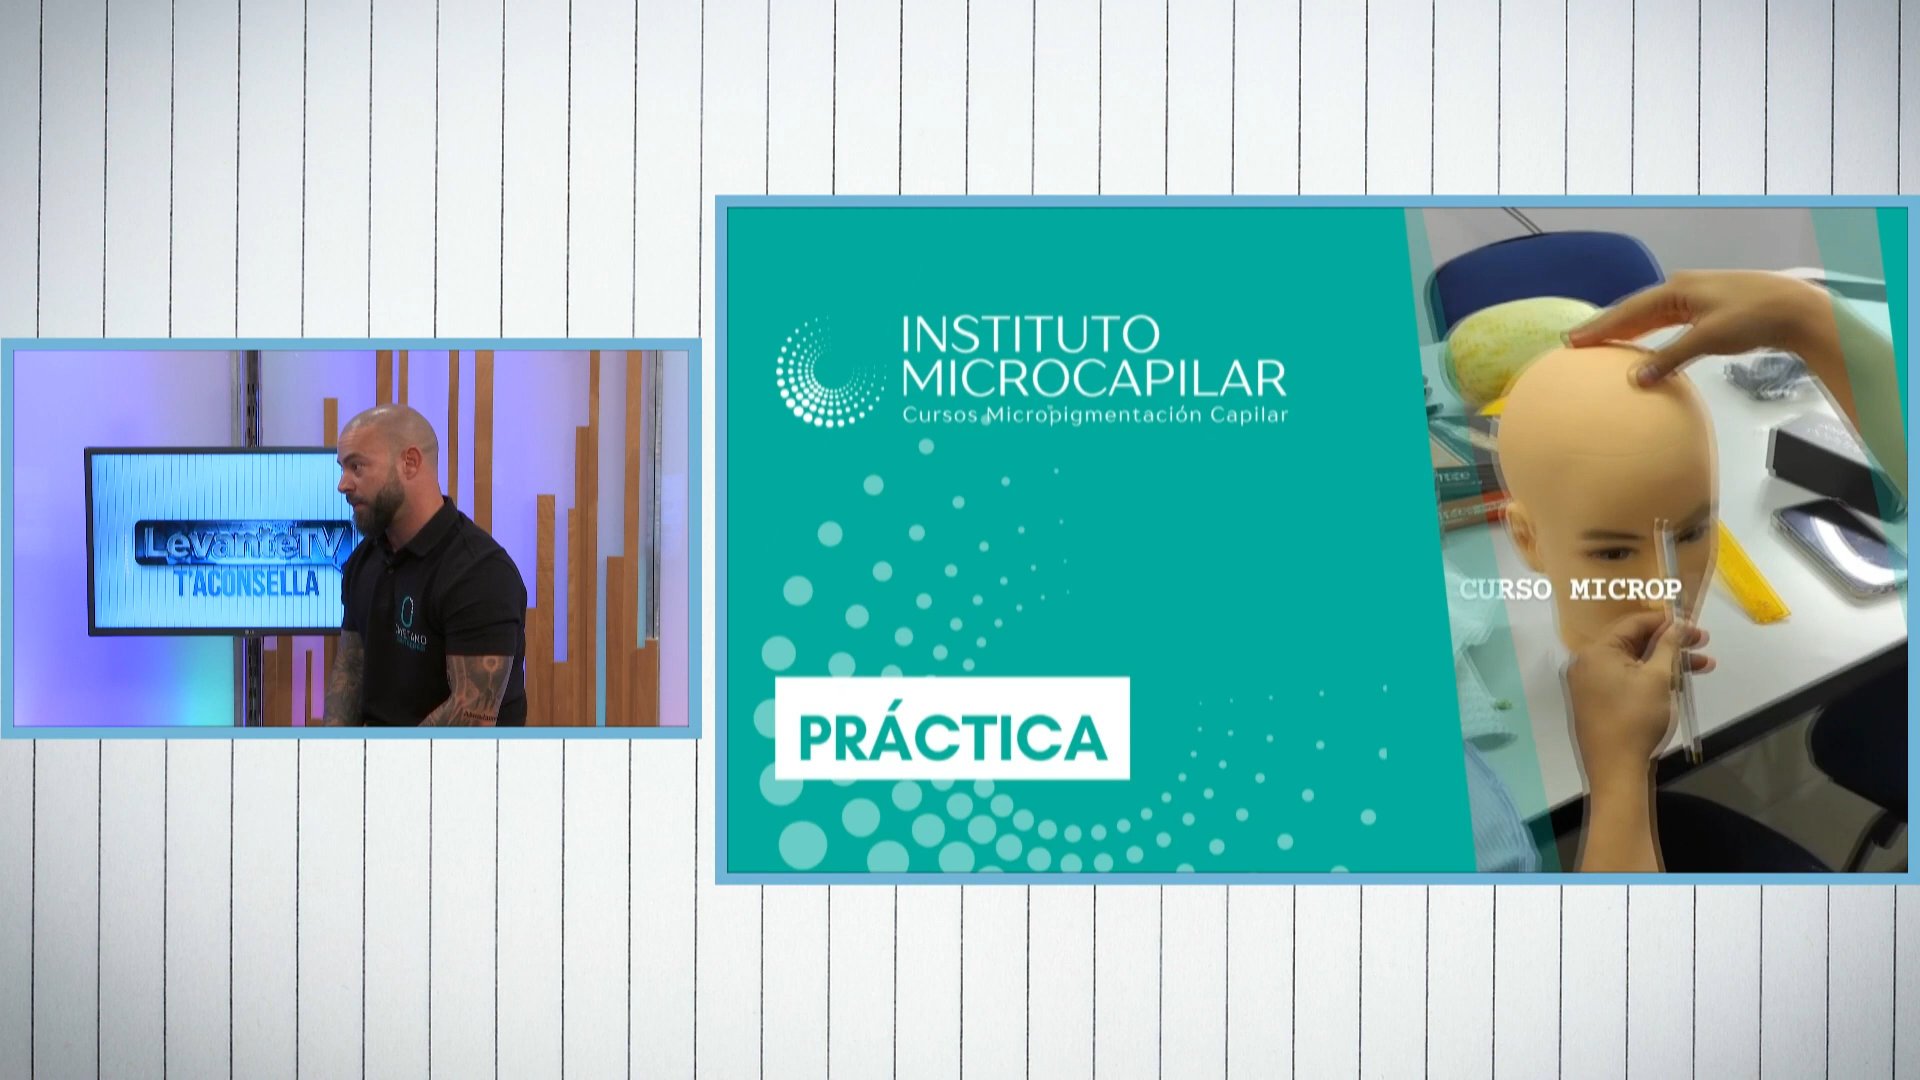 LevanteTV
T'ACONSELLA
INSTITUTO
MICROCAPILAR
Cursos Micropigmentación Capilar
PRÁCTICA
CURSO MICROP